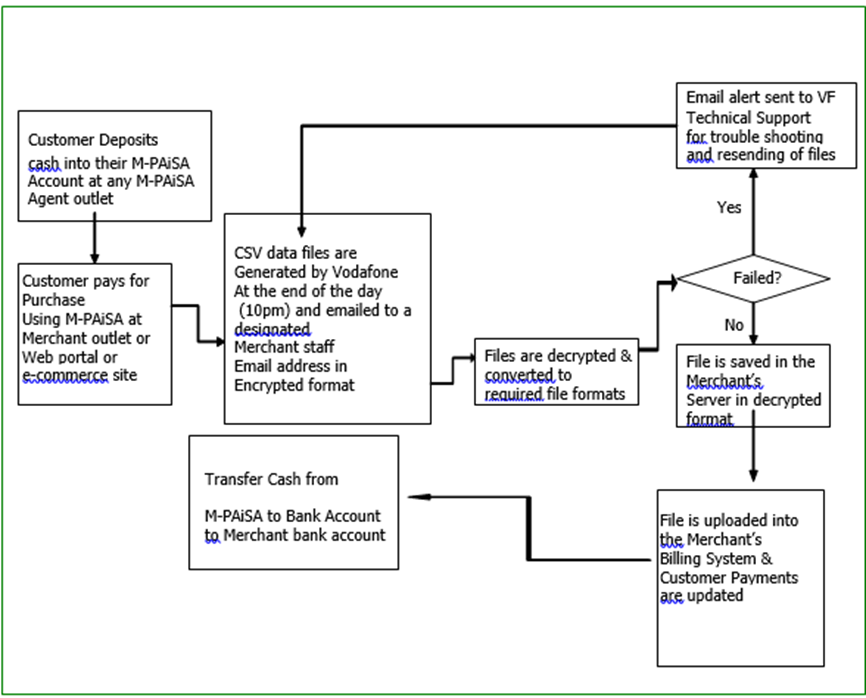 Customer Deposits
cash into their M-PAiSA
Account at any M-PAiSA
Agent outlet
Customer pays for
Purchase
Using M-PAiSA at
Merchant outlet or
Web portal or
e-commerce site
CSV data files are
Generated by Vodafone
At the end of the day
(10pm) and emailed to a
designated
Merchant staff
Email address in
Encrypted format
Files are decrypted &
converted to
required file formats
Failed?
Yes
Email alert sent to VF
Technical Support
for trouble shooting
and resending of files
No
File is saved in the
Merchant's
Server in decrypted
format
File is uploaded into
the Merchant's
Billing System &
Customer Payments
are updated
Transfer Cash from
M-PAiSA to Bank Account
to Merchant bank account